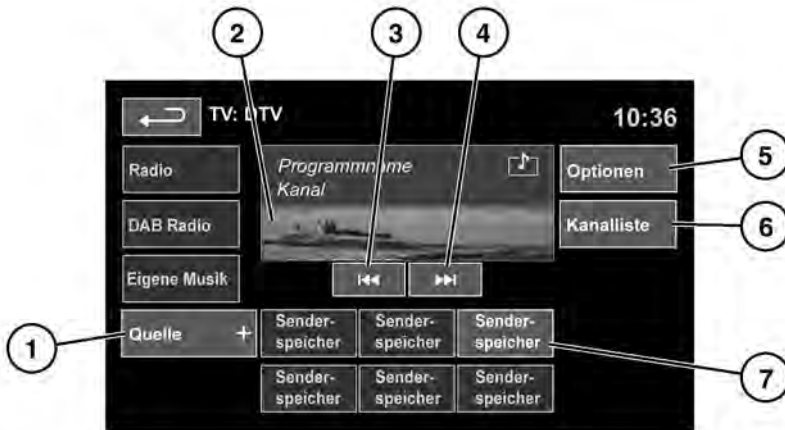 2
3
4
TV: DTV
10:36
Radio
Programmname
Kanal
Optionen
5
DAB Radio
Kanalliste
6
Eigene Musik
1
Quelle +
Sender-
speicher
Sender-
speicher
Sender-
speicher
7
Sender-
speicher
Sender-
speicher
Sender-
speicher